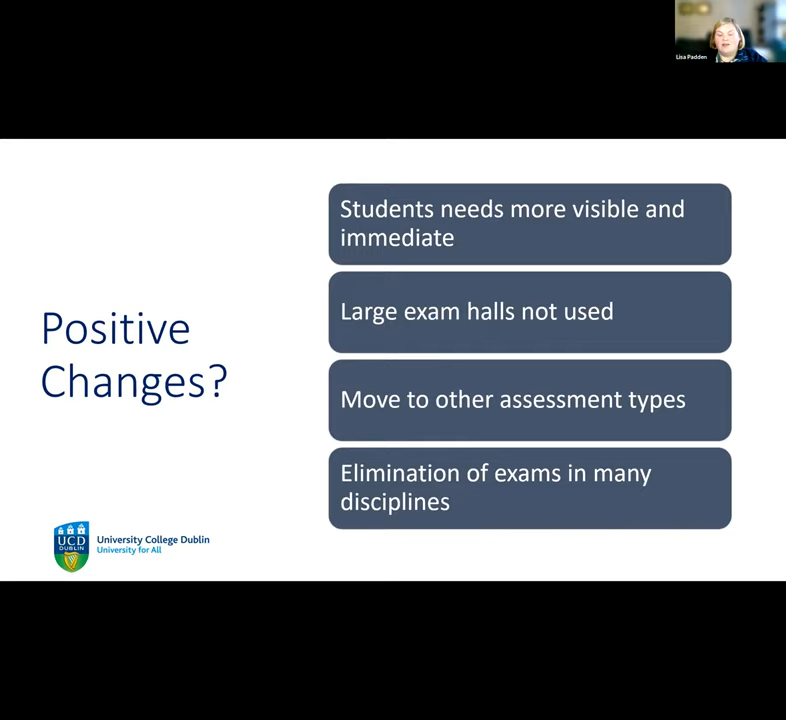 Lisa Padden
Positive
Changes?
Students needs more visible and
immediate
Large exam halls not used
Move to other assessment types
Elimination of exams in many
disciplines
UCD
DUBLIN
University College Dublin
University for All